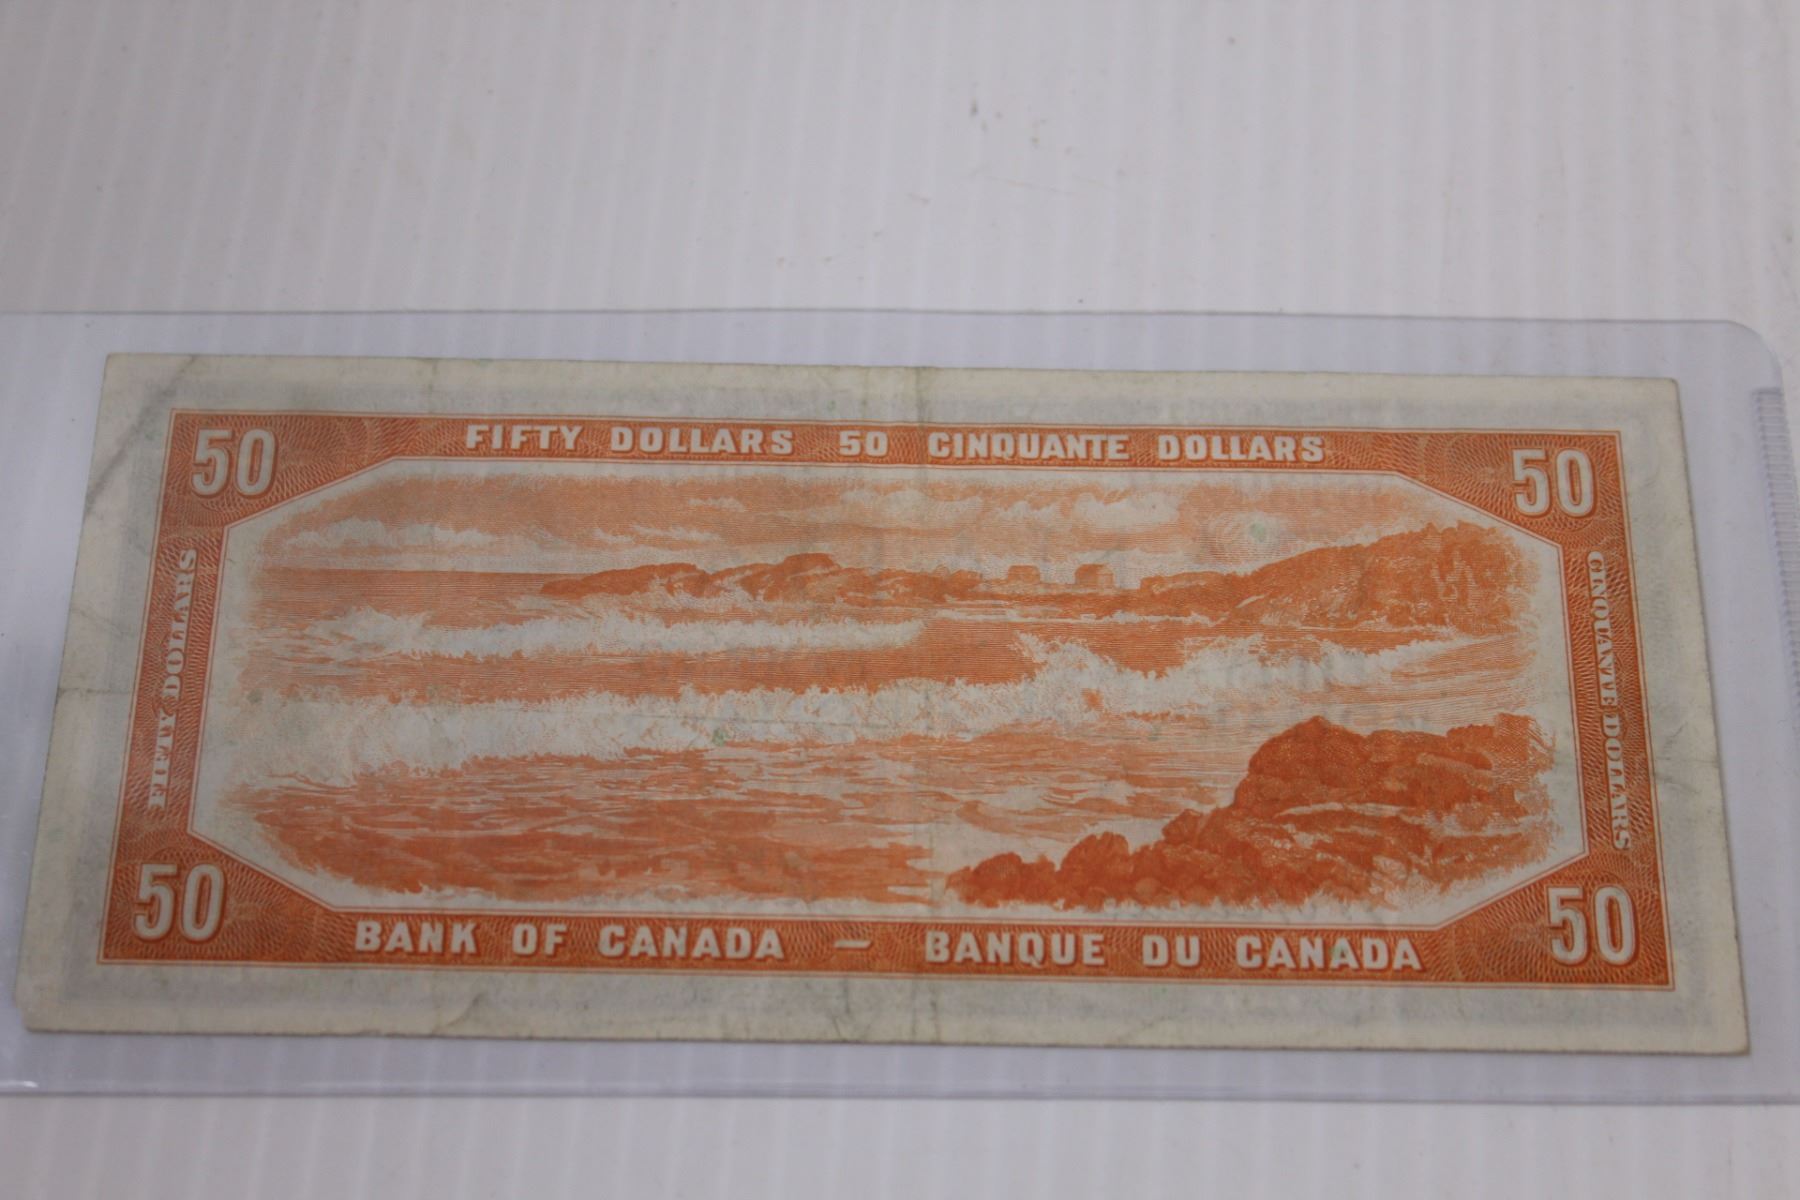 50 FIFTY DOLLARS 50 CINQUANTE DOLLARS 50
FIFTY DOLLARS
CINQUANTE DOLLARS
50 BANK OF CANADA — BANQUE DU CANADA 50